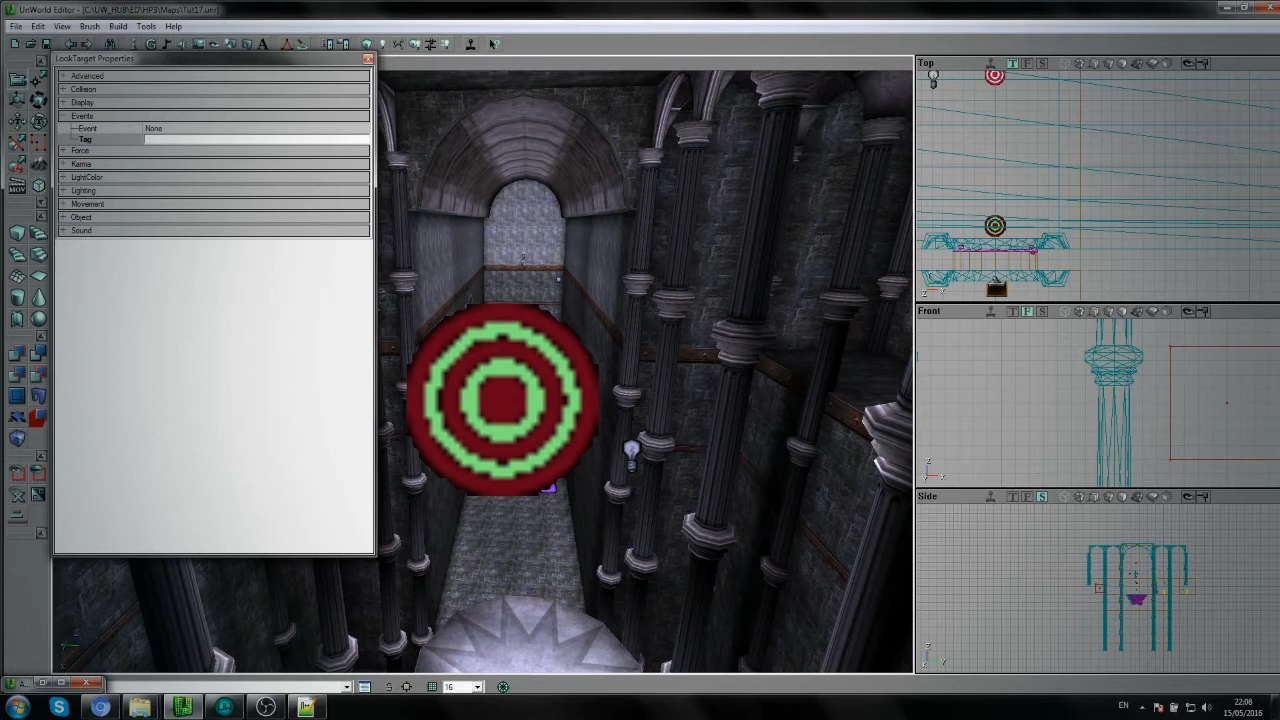 UnWorld Editor - [C:\UW_HUB\ED\HP3\Maps\Tut17.unr]
File Edit View Brush Build Tools Help
LookTarget Properties
Advanced
Collision
Display
Events
Event None
Tag
Force
Karma
LightColor
Lighting
Movement
Object
Sound
Top
T F S
Front
T F S
Side
T F S
MOV
16
EN
22:08
15/05/2016